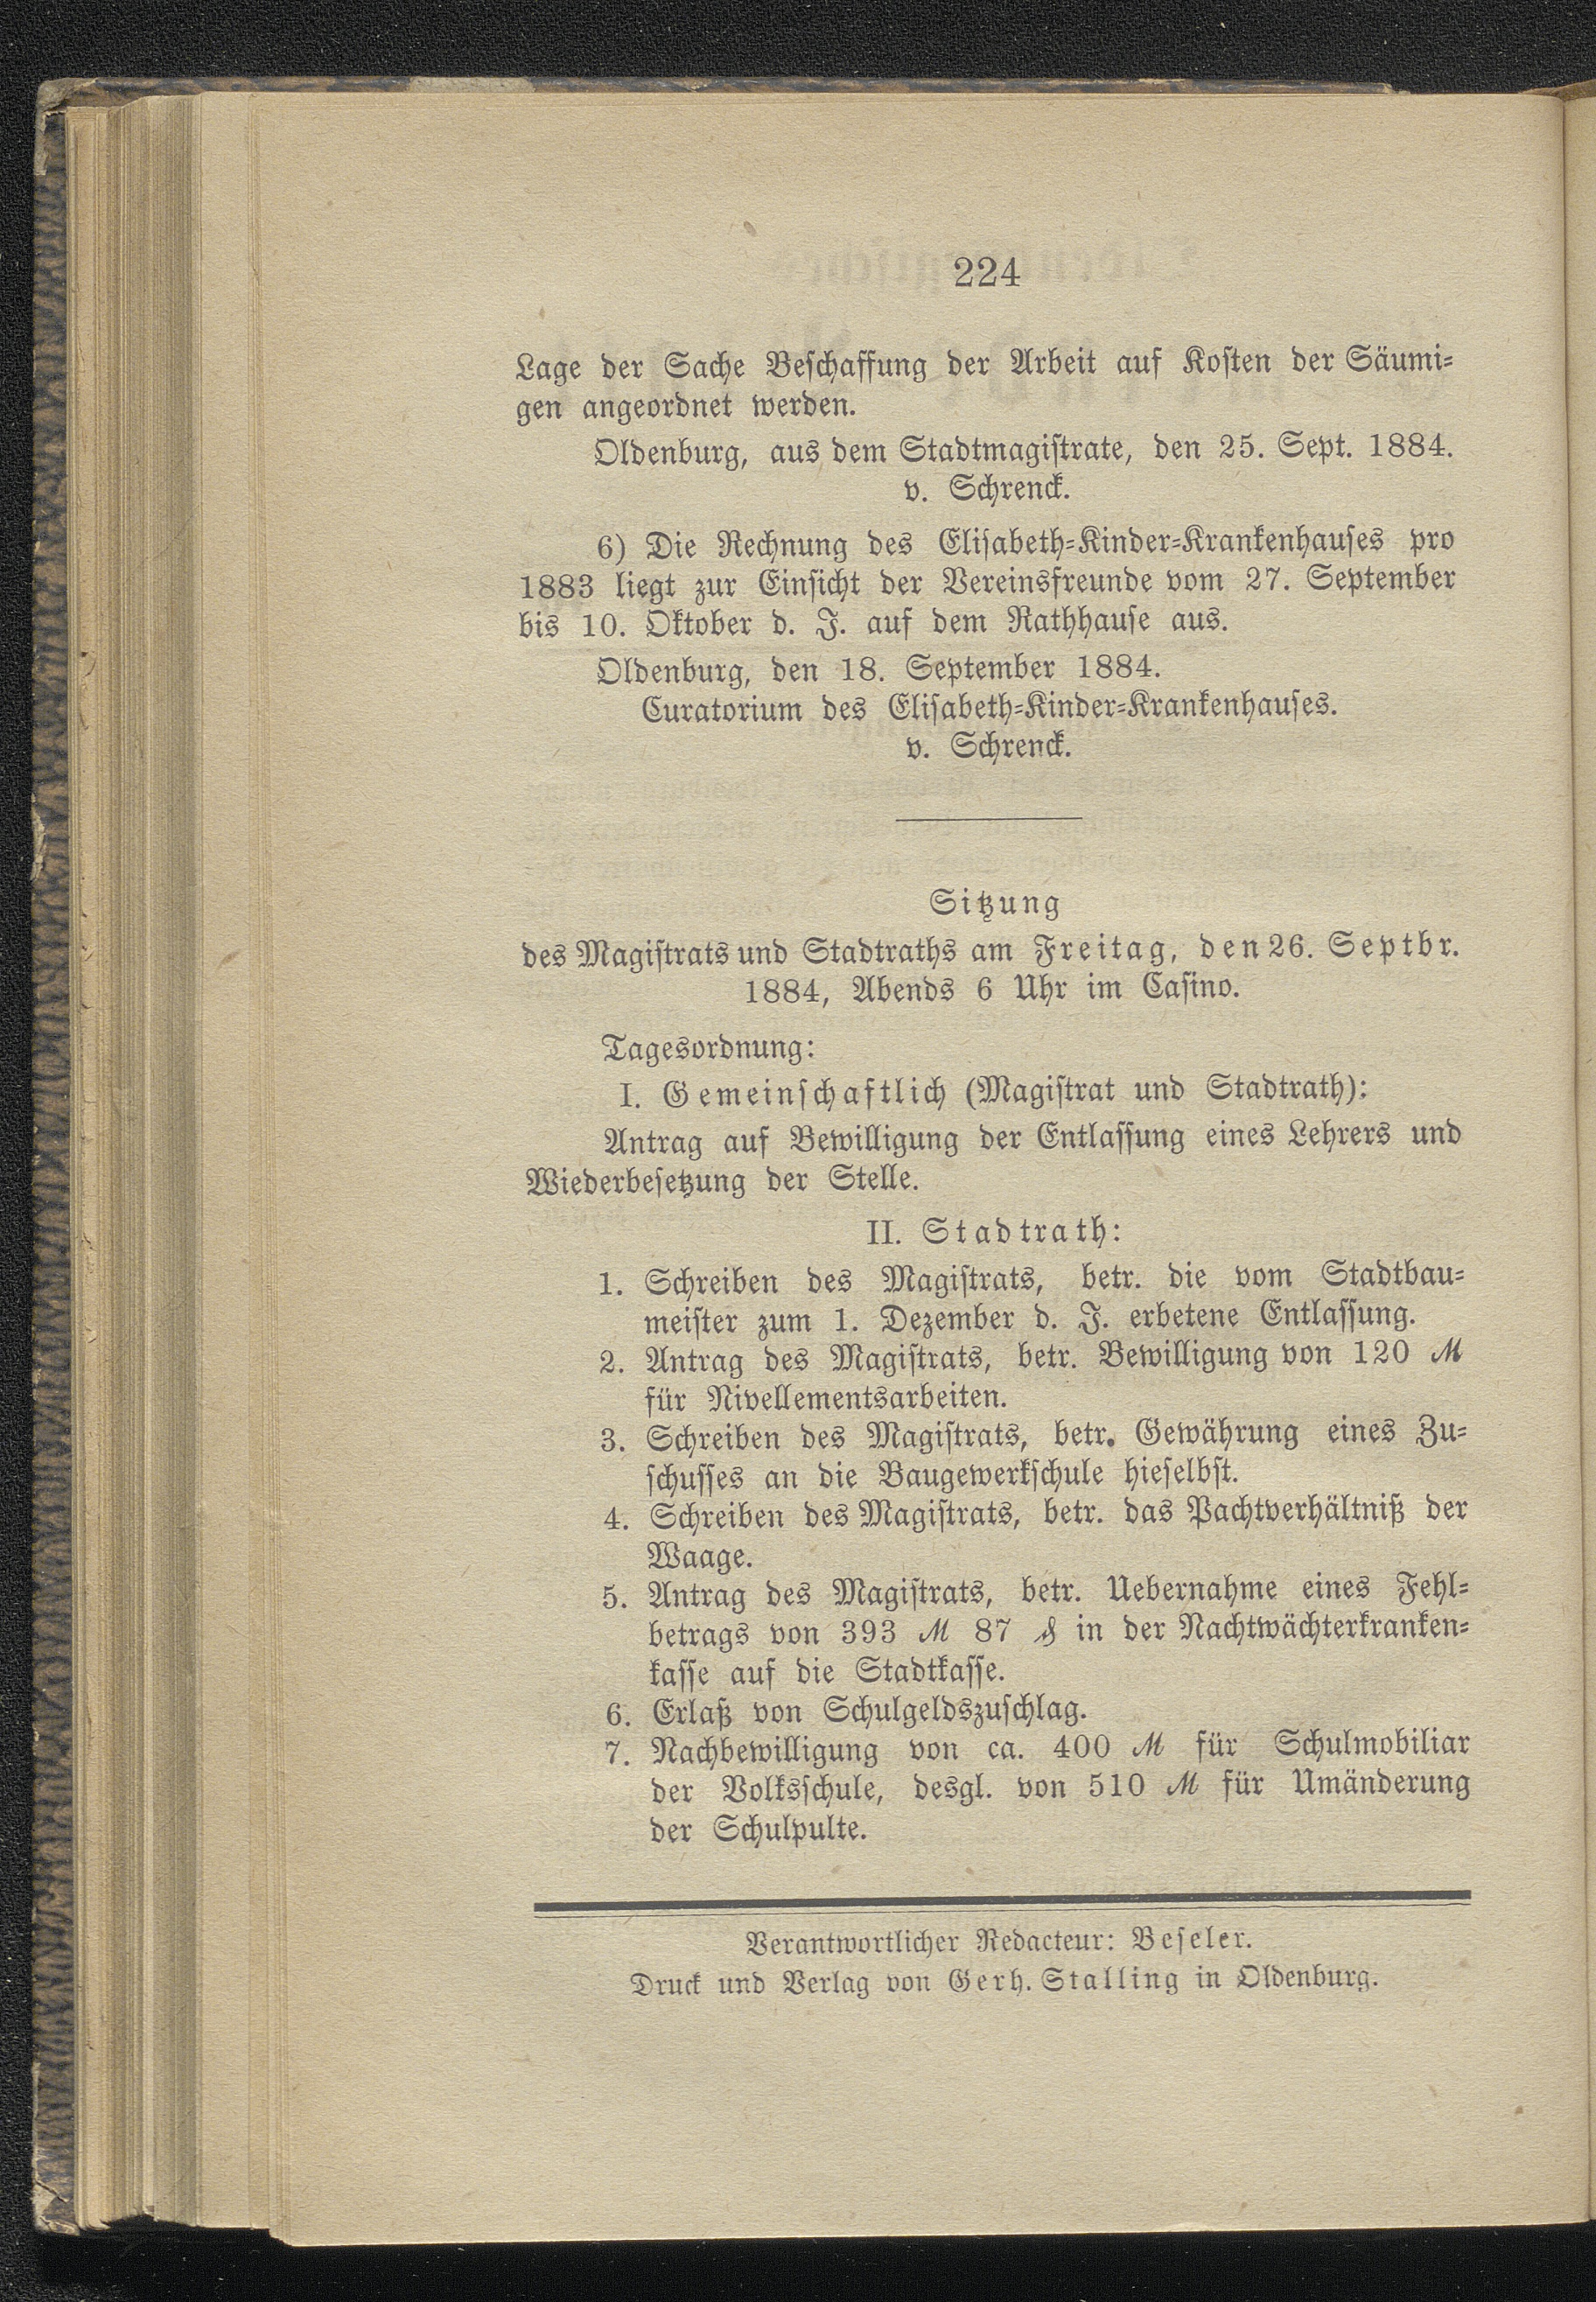 224
Lage der Sache Beschaffung der Arbeit auf Kosten der Säumi-
gen angeordnet werden.
Oldenburg, aus dem Stadtmagistrate, den 25. Sept. 1884.
v. Schrenck.
6) Die Rechnung des Elisabeth-Kinder-Krankenhauses pro
1883 liegt zur Einsicht der Vereinsfreunde vom 27. September
bis 10. Oktober d. J. auf dem Rathhause aus.
Oldenburg, den 18. September 1884.
Curatorium des Elisabeth-Kinder-Krankenhauses.
v. Schrenck.
Sitzung
des Magistrats und Stadtraths am Freitag, den 26. Septbr.
1884, Abends 6 Uhr im Casino.
Tagesordnung:
I. Gemeinschaftlich (Magistrat und Stadtrath):
Antrag auf Bewilligung der Entlassung eines Lehrers und
Wiederbesetzung der Stelle.
II. Stadtrath:
1. Schreiben des Magistrats, betr. die vom Stadtbau-
meister zum 1. Dezember d. J. erbetene Entlassung.
2. Antrag des Magistrats, betr. Bewilligung von 120 ℳ
für Nivellementsarbeiten.
3. Schreiben des Magistrats, betr. Gewährung eines Zu-
schusses an die Baugewerkschule hieselbst.
4. Schreiben des Magistrats, betr. das Pachtverhältniß der
Waage.
5. Antrag des Magistrats, betr. Uebernahme eines Fehl-
betrags von 393 ℳ 87 ₰ in der Nachtwächterkranken-
kasse auf die Stadtkasse.
6. Erlaß von Schulgeldszuschlag.
7. Nachbewilligung von ca. 400 ℳ für Schulmobiliar
der Volksschule, desgl. von 510 ℳ für Umänderung
der Schulpulte.
Verantwortlicher Redacteur: Beseler.
Druck und Verlag von Gerh. Stalling in Oldenburg.